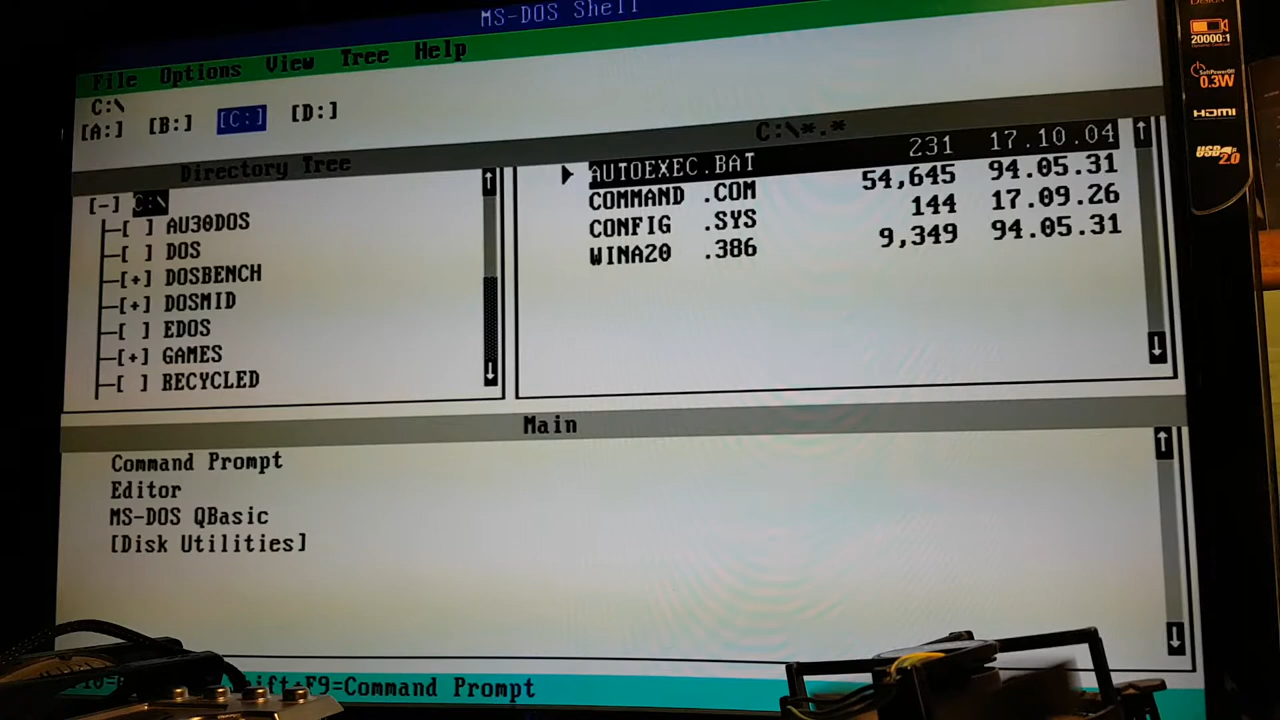 MS-DOS Shell
File Options View Tree Help
C:\
[A:] [B:] [C:] [D:]
Directory Tree
[-] C:\
[ ] AU30DOS
[ ] DOS
[+] DOSBENCH
[+] DOSMID
[ ] EDOS
[+] GAMES
[ ] RECYCLED
C:\*.*
AUTOEXEC.BAT 231 17.10.04
COMMAND .COM 54,645 94.05.31
CONFIG .SYS 144 17.09.26
WINA20 .386 9,349 94.05.31
Main
Command Prompt
Editor
MS-DOS QBasic
[Disk Utilities]
ift+F9=Command Prompt
20000:1
0.3W
HDMI
USB 2.0